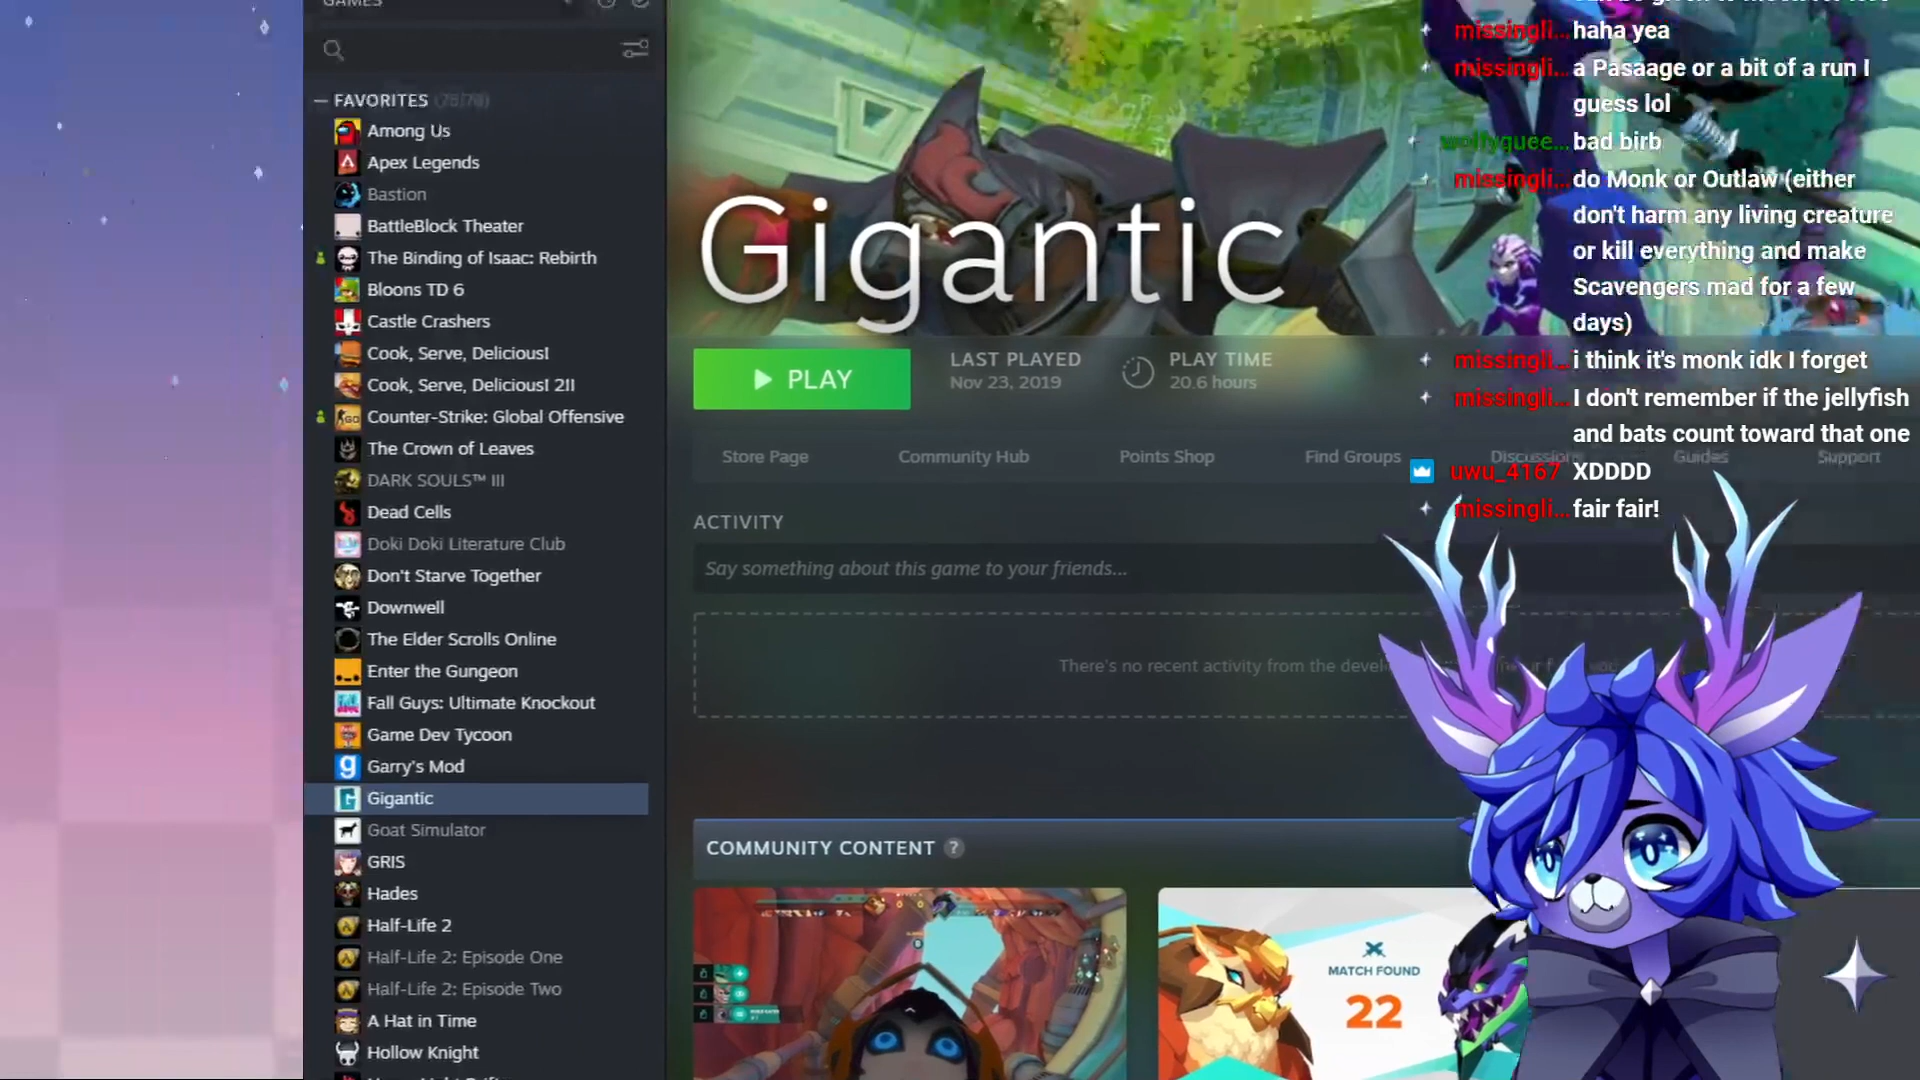 GAMES
FAVORITES (78/78)
Among Us
Apex Legends
Bastion
BattleBlock Theater
The Binding of Isaac: Rebirth
Bloons TD 6
Castle Crashers
Cook, Serve, Delicious!
Cook, Serve, Delicious! 2!!
Counter-Strike: Global Offensive
The Crown of Leaves
DARK SOULS™ III
Dead Cells
Doki Doki Literature Club
Don't Starve Together
Downwell
The Elder Scrolls Online
Enter the Gungeon
Fall Guys: Ultimate Knockout
Game Dev Tycoon
Garry's Mod
Gigantic
Goat Simulator
GRIS
Hades
Half-Life 2
Half-Life 2: Episode One
Half-Life 2: Episode Two
A Hat in Time
Hollow Knight
Gigantic
PLAY
LAST PLAYED
Nov 23, 2019
PLAY TIME
20.6 hours
Store Page Community Hub Points Shop Find Groups Discussions Guides Support
ACTIVITY
Say something about this game to your friends...
There's no recent activity from the
COMMUNITY CONTENT ?
MATCH FOUND
22
missingli... haha yea
missingli... a Pasaage or a bit of a run I
guess lol
wolfyquee... bad birb
missingli... do Monk or Outlaw (either
don't harm any living creature
or kill everything and make
Scavengers mad for a few
days)
missingli... i think it's monk idk I forget
missingli... I don't remember if the jellyfish
and bats count toward that one
uwu_4167 XDDDD
missingli... fair fair!